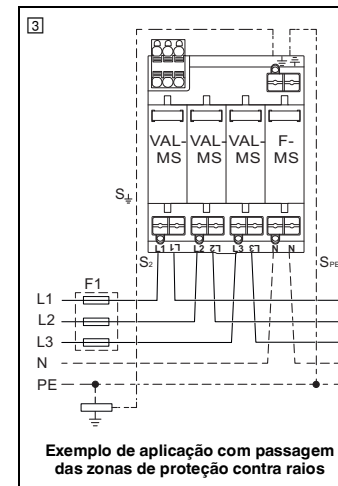 3
VAL- VAL- VAL- F-
MS MS MS MS
S⏚
L1 L1 L2 L2 L3 L3 N N
S2
SPE
F1
L1
L2
L3
N
PE
Exemplo de aplicação com passagem
das zonas de proteção contra raios